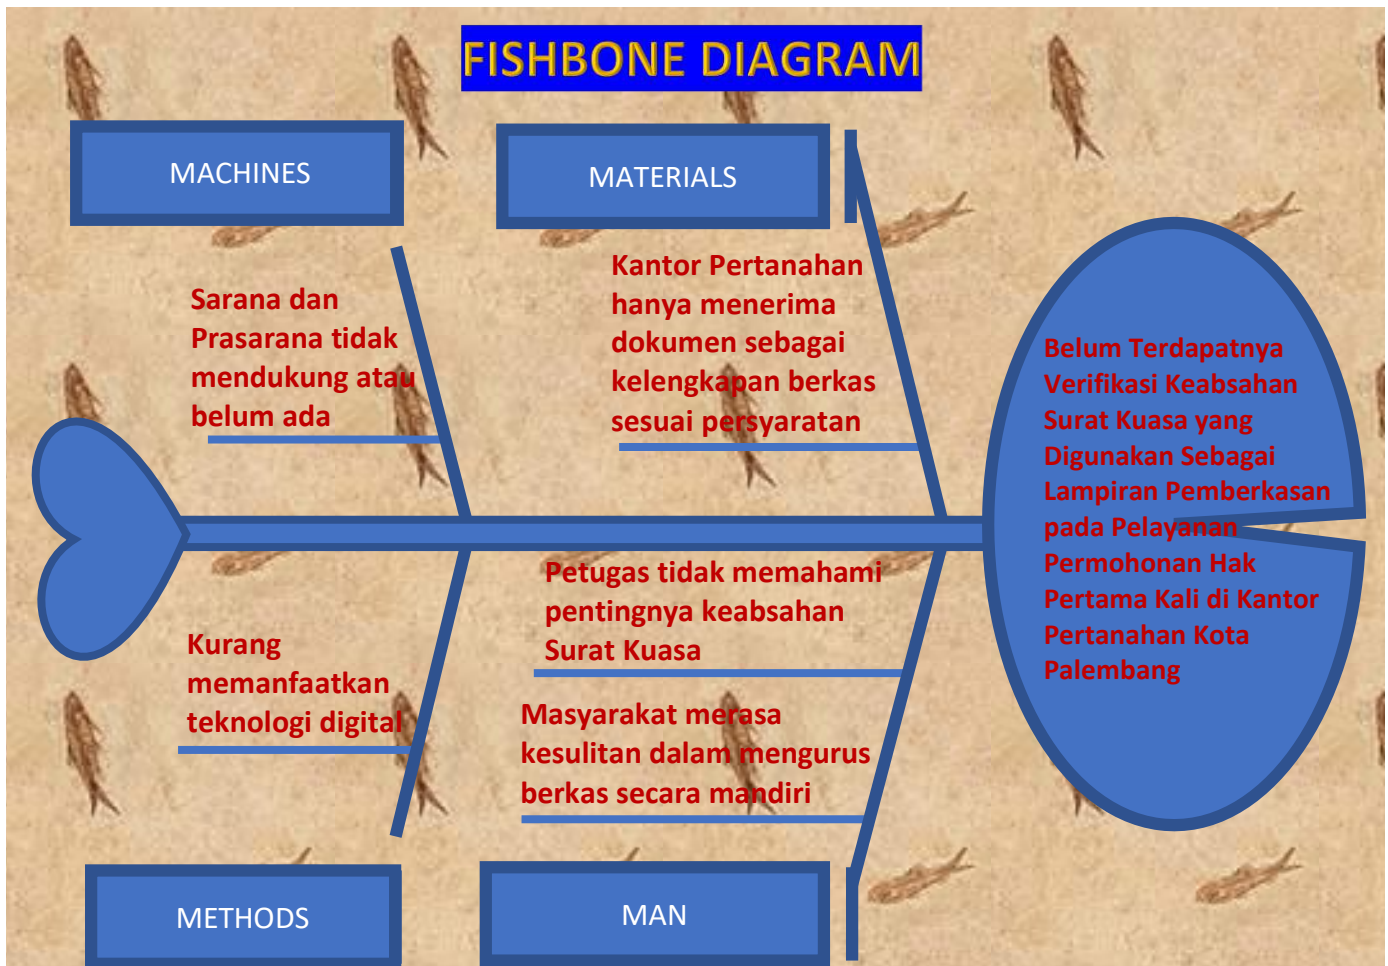 FISHBONE DIAGRAM
MACHINES
MATERIALS
Sarana dan
Prasarana tidak
mendukung atau
belum ada
Kantor Pertanahan
hanya menerima
dokumen sebagai
kelengkapan berkas
sesuai persyaratan
Belum Terdapatnya
Verifikasi Keabsahan
Surat Kuasa yang
Digunakan Sebagai
Lampiran Pemberkasan
pada Pelayanan
Permohonan Hak
Pertama Kali di Kantor
Pertanahan Kota
Palembang
Kurang
memanfaatkan
teknologi digital
Petugas tidak memahami
pentingnya keabsahan
Surat Kuasa
Masyarakat merasa
kesulitan dalam mengurus
berkas secara mandiri
METHODS
MAN